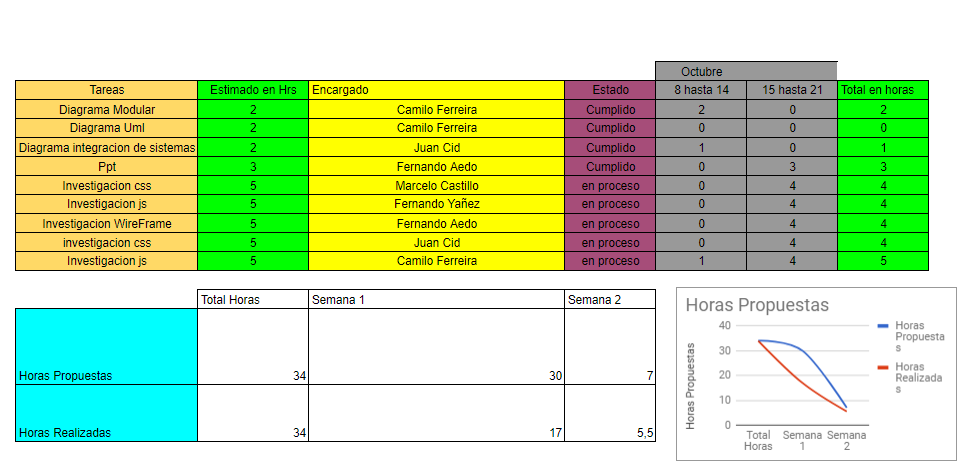 Octubre
Tareas Estimado en Hrs Encargado Estado 8 hasta 14 15 hasta 21 Total en horas
Diagrama Modular 2 Camilo Ferreira Cumplido 2 0 2
Diagrama Uml 2 Camilo Ferreira Cumplido 0 0 0
Diagrama integracion de sistemas 2 Juan Cid Cumplido 1 0 1
Ppt 3 Fernando Aedo Cumplido 0 3 3
Investigacion css 5 Marcelo Castillo en proceso 0 4 4
Investigacion js 5 Fernando Yañez en proceso 0 4 4
Investigacion WireFrame 5 Fernando Aedo en proceso 0 4 4
investigacion css 5 Juan Cid en proceso 0 4 4
Investigacion js 5 Camilo Ferreira en proceso 1 4 5
Total Horas Semana 1 Semana 2
Horas Propuestas 34 30 7
Horas Realizadas 34 17 5,5
Horas Propuestas
Horas Propuestas
40
30
20
10
0
Total
Horas
Semana
1
Semana
2
Horas
Propuesta
s
Horas
Realizada
s